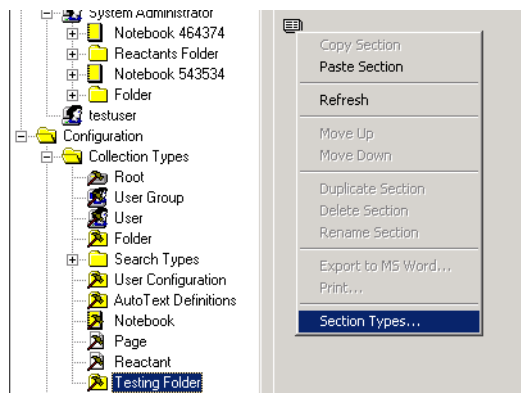 System Administrator
Notebook 464374
Reactants Folder
Notebook 543534
Folder
testuser
Configuration
Collection Types
Root
User Group
User
Folder
Search Types
User Configuration
AutoText Definitions
Notebook
Page
Reactant
Testing Folder
Copy Section
Paste Section
Refresh
Move Up
Move Down
Duplicate Section
Delete Section
Rename Section
Export to MS Word...
Print...
Section Types...